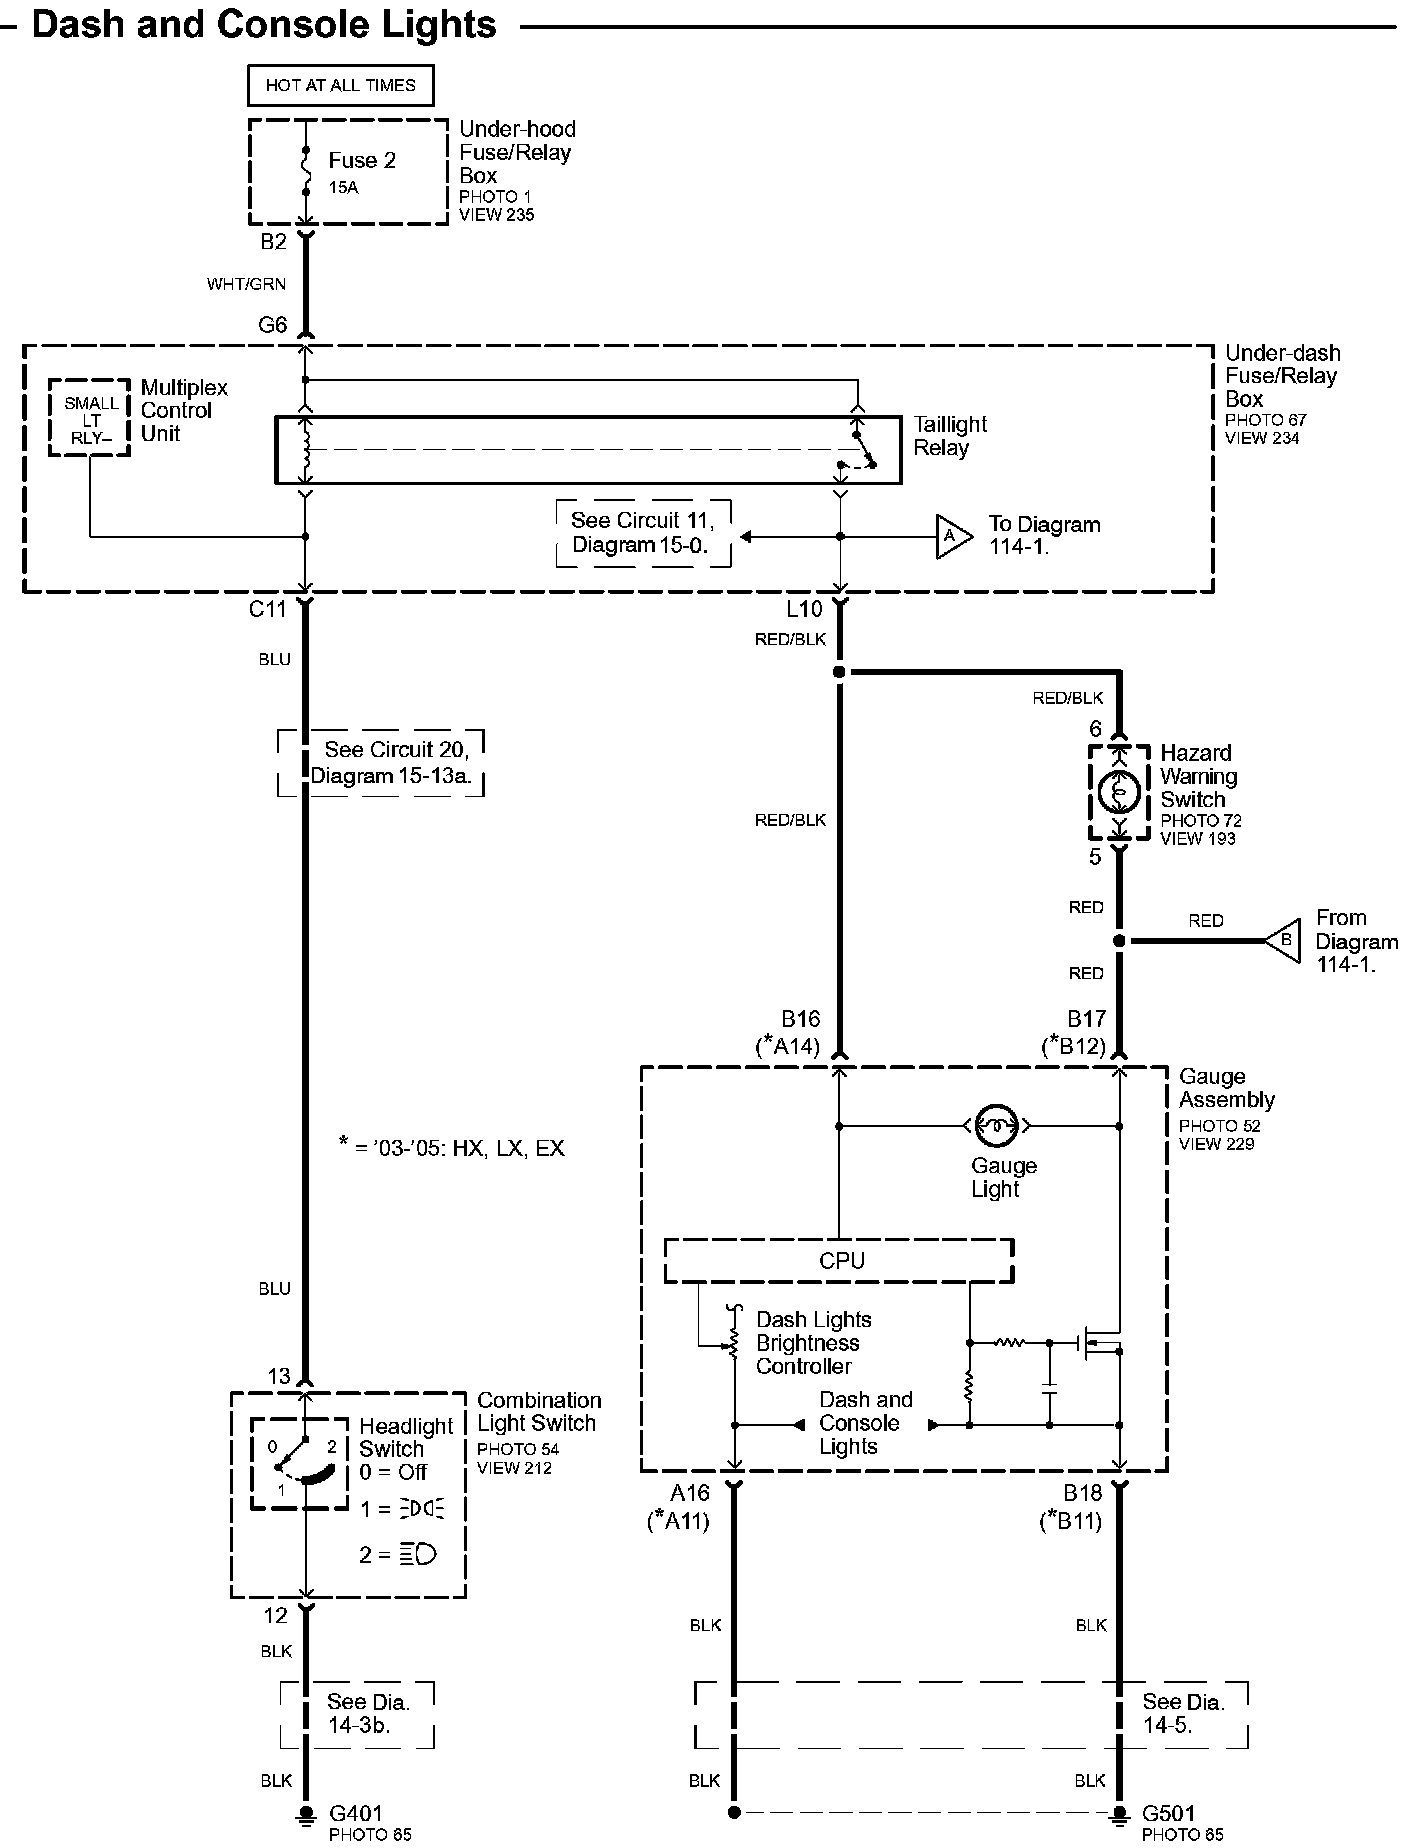 Dash and Console Lights
HOT AT ALL TIMES
Fuse 2
15A
Under-hood
Fuse/Relay
Box
PHOTO 1
VIEW 235
B2
WHT/GRN
G6
Under-dash
Fuse/Relay
Box
PHOTO 67
VIEW 234
SMALL
LT
RLY–
Multiplex
Control
Unit
Taillight
Relay
See Circuit 11,
Diagram 15-0.
A
To Diagram
114-1.
C11
L10
BLU
RED/BLK
RED/BLK
6
Hazard
Warning
Switch
PHOTO 72
VIEW 193
5
See Circuit 20,
Diagram 15-13a.
RED/BLK
RED
RED
B
From
Diagram
114-1.
RED
B16
(*A14)
B17
(*B12)
Gauge
Assembly
PHOTO 52
VIEW 229
* = '03-'05: HX, LX, EX
Gauge
Light
CPU
BLU
Dash Lights
Brightness
Controller
13
Dash and
Console
Lights
Combination
Light Switch
PHOTO 54
VIEW 212
0
2
1
Headlight
Switch
0 = Off
1 =
2 =
A16
(*A11)
B18
(*B11)
12
BLK
BLK
BLK
See Dia.
14-3b.
See Dia.
14-5.
BLK
BLK
BLK
G401
PHOTO 65
G501
PHOTO 65